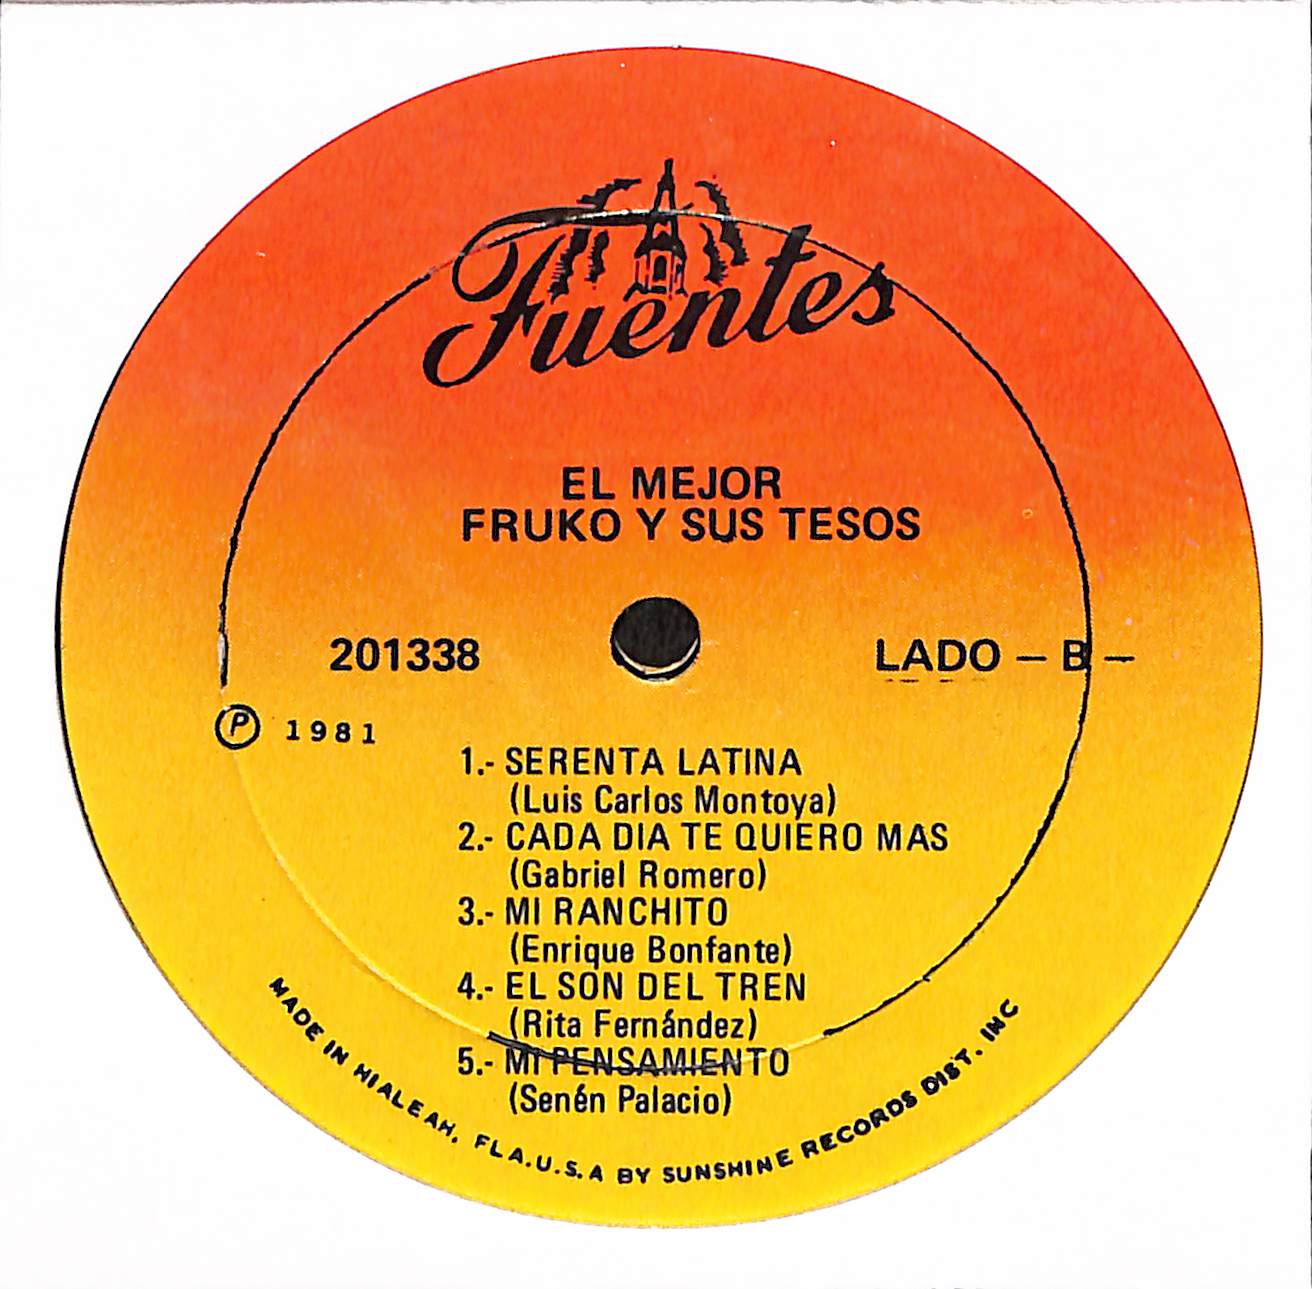 Fuentes
EL MEJOR
FRUKO Y SUS TESOS
201338
LADO – B –
Ⓟ 1981
1.- SERENTA LATINA
(Luis Carlos Montoya)
2.- CADA DIA TE QUIERO MAS
(Gabriel Romero)
3.- MI RANCHITO
(Enrique Bonfante)
4.- EL SON DEL TREN
(Rita Fernández)
5.- MI PENSAMIENTO
(Senén Palacio)
MADE IN HIALEAH, FLA.U.S.A BY SUNSHINE RECORDS DIST. INC